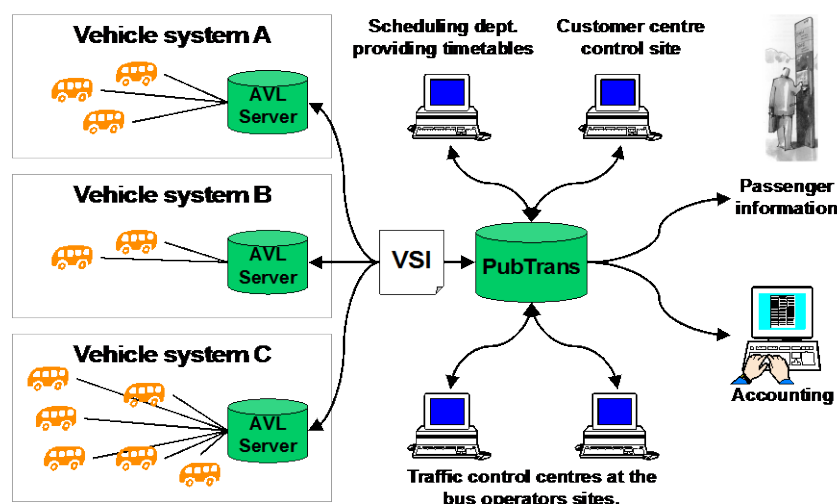 Vehicle system A
AVL
Server
Vehicle system B
AVL
Server
Vehicle system C
AVL
Server
VSI
Scheduling dept.
providing timetables
Customer centre
control site
PubTrans
Passenger
information
Accounting
Traffic control centres at the
bus operators sites.